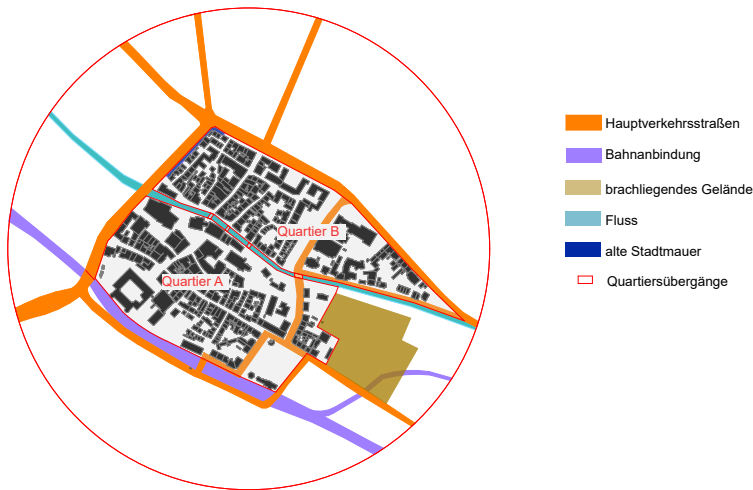 Quartier B
Quartier A
Hauptverkehrsstraßen
Bahnanbindung
brachliegendes Gelände
Fluss
alte Stadtmauer
Quartiersübergänge